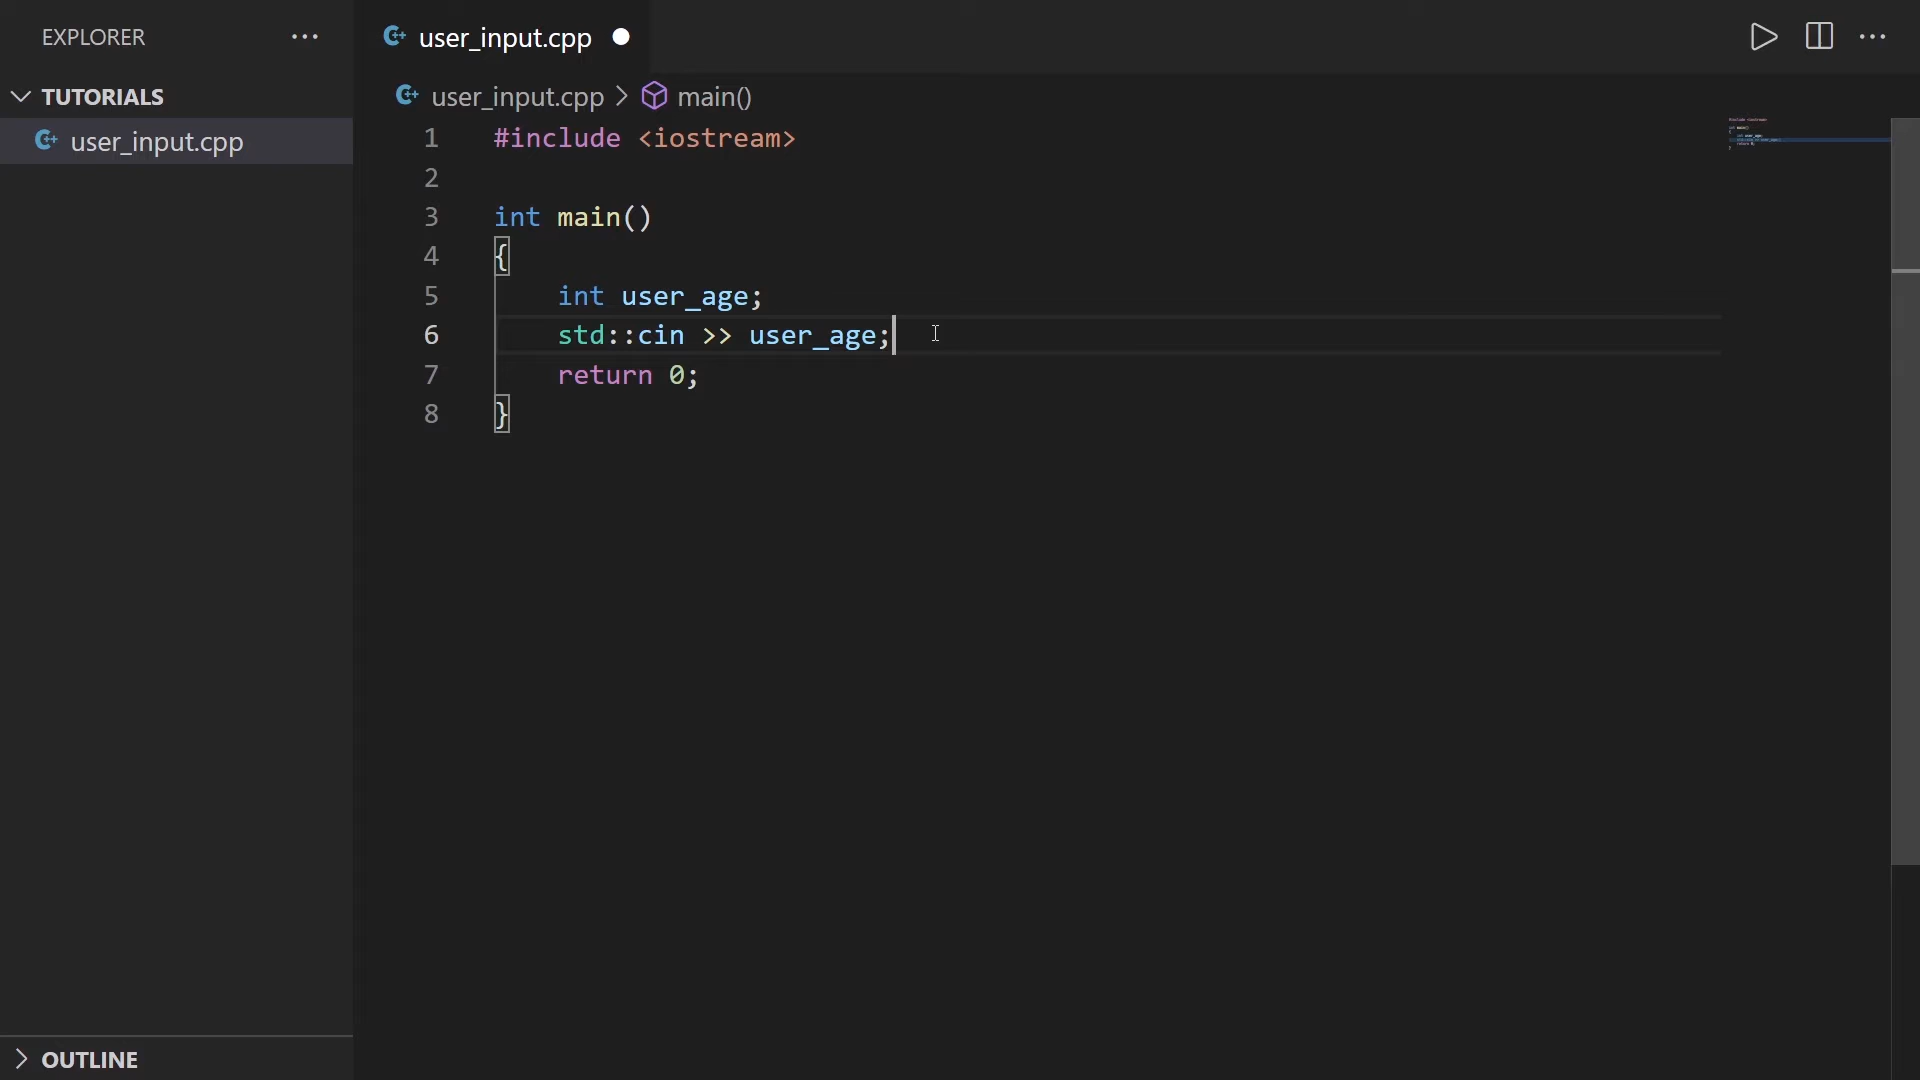 EXPLORER
TUTORIALS
user_input.cpp
OUTLINE
user_input.cpp
user_input.cpp > main()
1 #include <iostream>
2
3 int main()
4 {
5     int user_age;
6     std::cin >> user_age;
7     return 0;
8 }